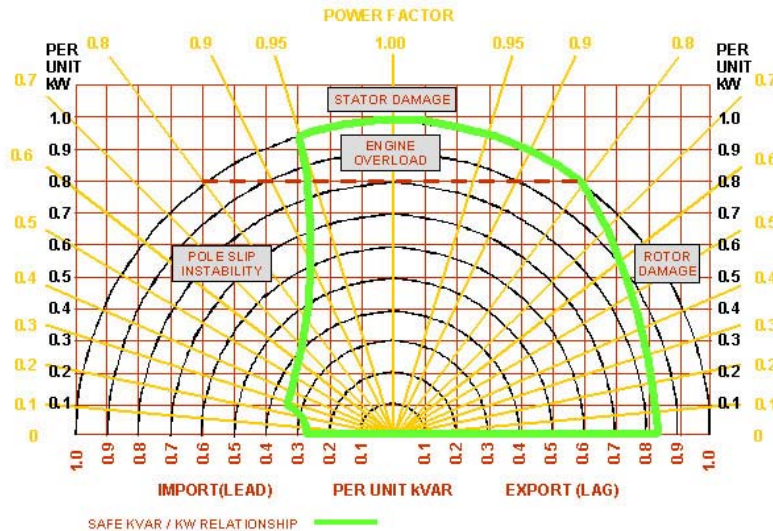 POWER FACTOR
0.8 0.9 0.95 1.00 0.95 0.9 0.8
PER UNIT kW
PER UNIT kW
0.7 0.7
STATOR DAMAGE
1.0 1.0
ENGINE OVERLOAD
0.9 0.9
0.6 0.6
0.8 0.8
0.7 0.7
0.5 0.5
0.6 0.6
POLE SLIP INSTABILITY
ROTOR DAMAGE
0.4 0.5 0.5 0.4
0.4 0.4
0.3 0.3 0.3 0.3
0.2 0.2 0.2 0.2
0.1 0.1 0.1 0.1
0 0
1.0 0.9 0.8 0.7 0.6 0.5 0.4 0.3 0.2 0.1 0.1 0.2 0.3 0.4 0.5 0.6 0.7 0.8 0.9 1.0
IMPORT(LEAD) PER UNIT kVAR EXPORT (LAG)
SAFE KVAR / KW RELATIONSHIP